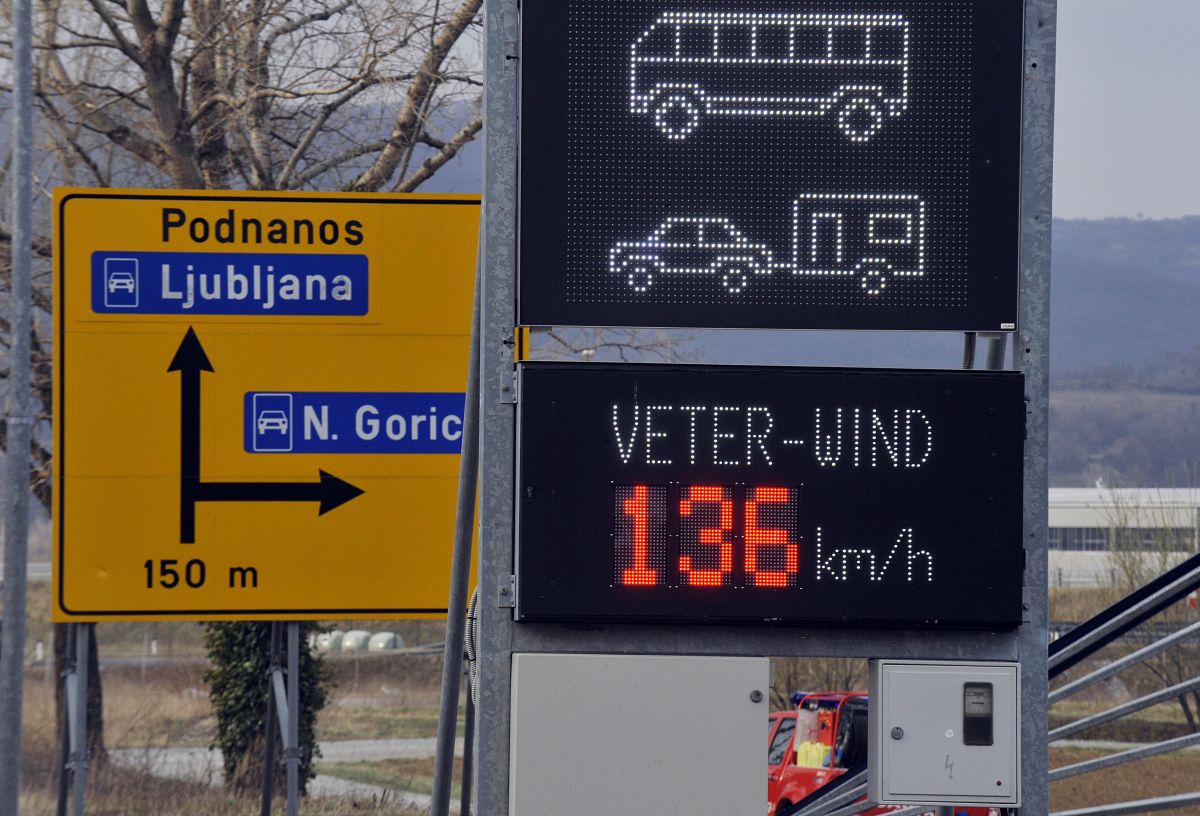 Podnanos
Ljubljana
N. Goric
150 m
VETER-WIND
136 km/h